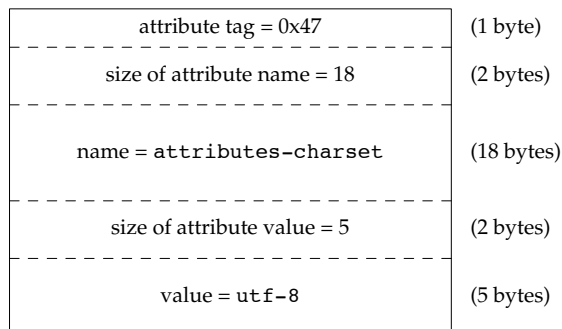 attribute tag = 0x47 (1 byte)
size of attribute name = 18 (2 bytes)
name = attributes-charset (18 bytes)
size of attribute value = 5 (2 bytes)
value = utf-8 (5 bytes)